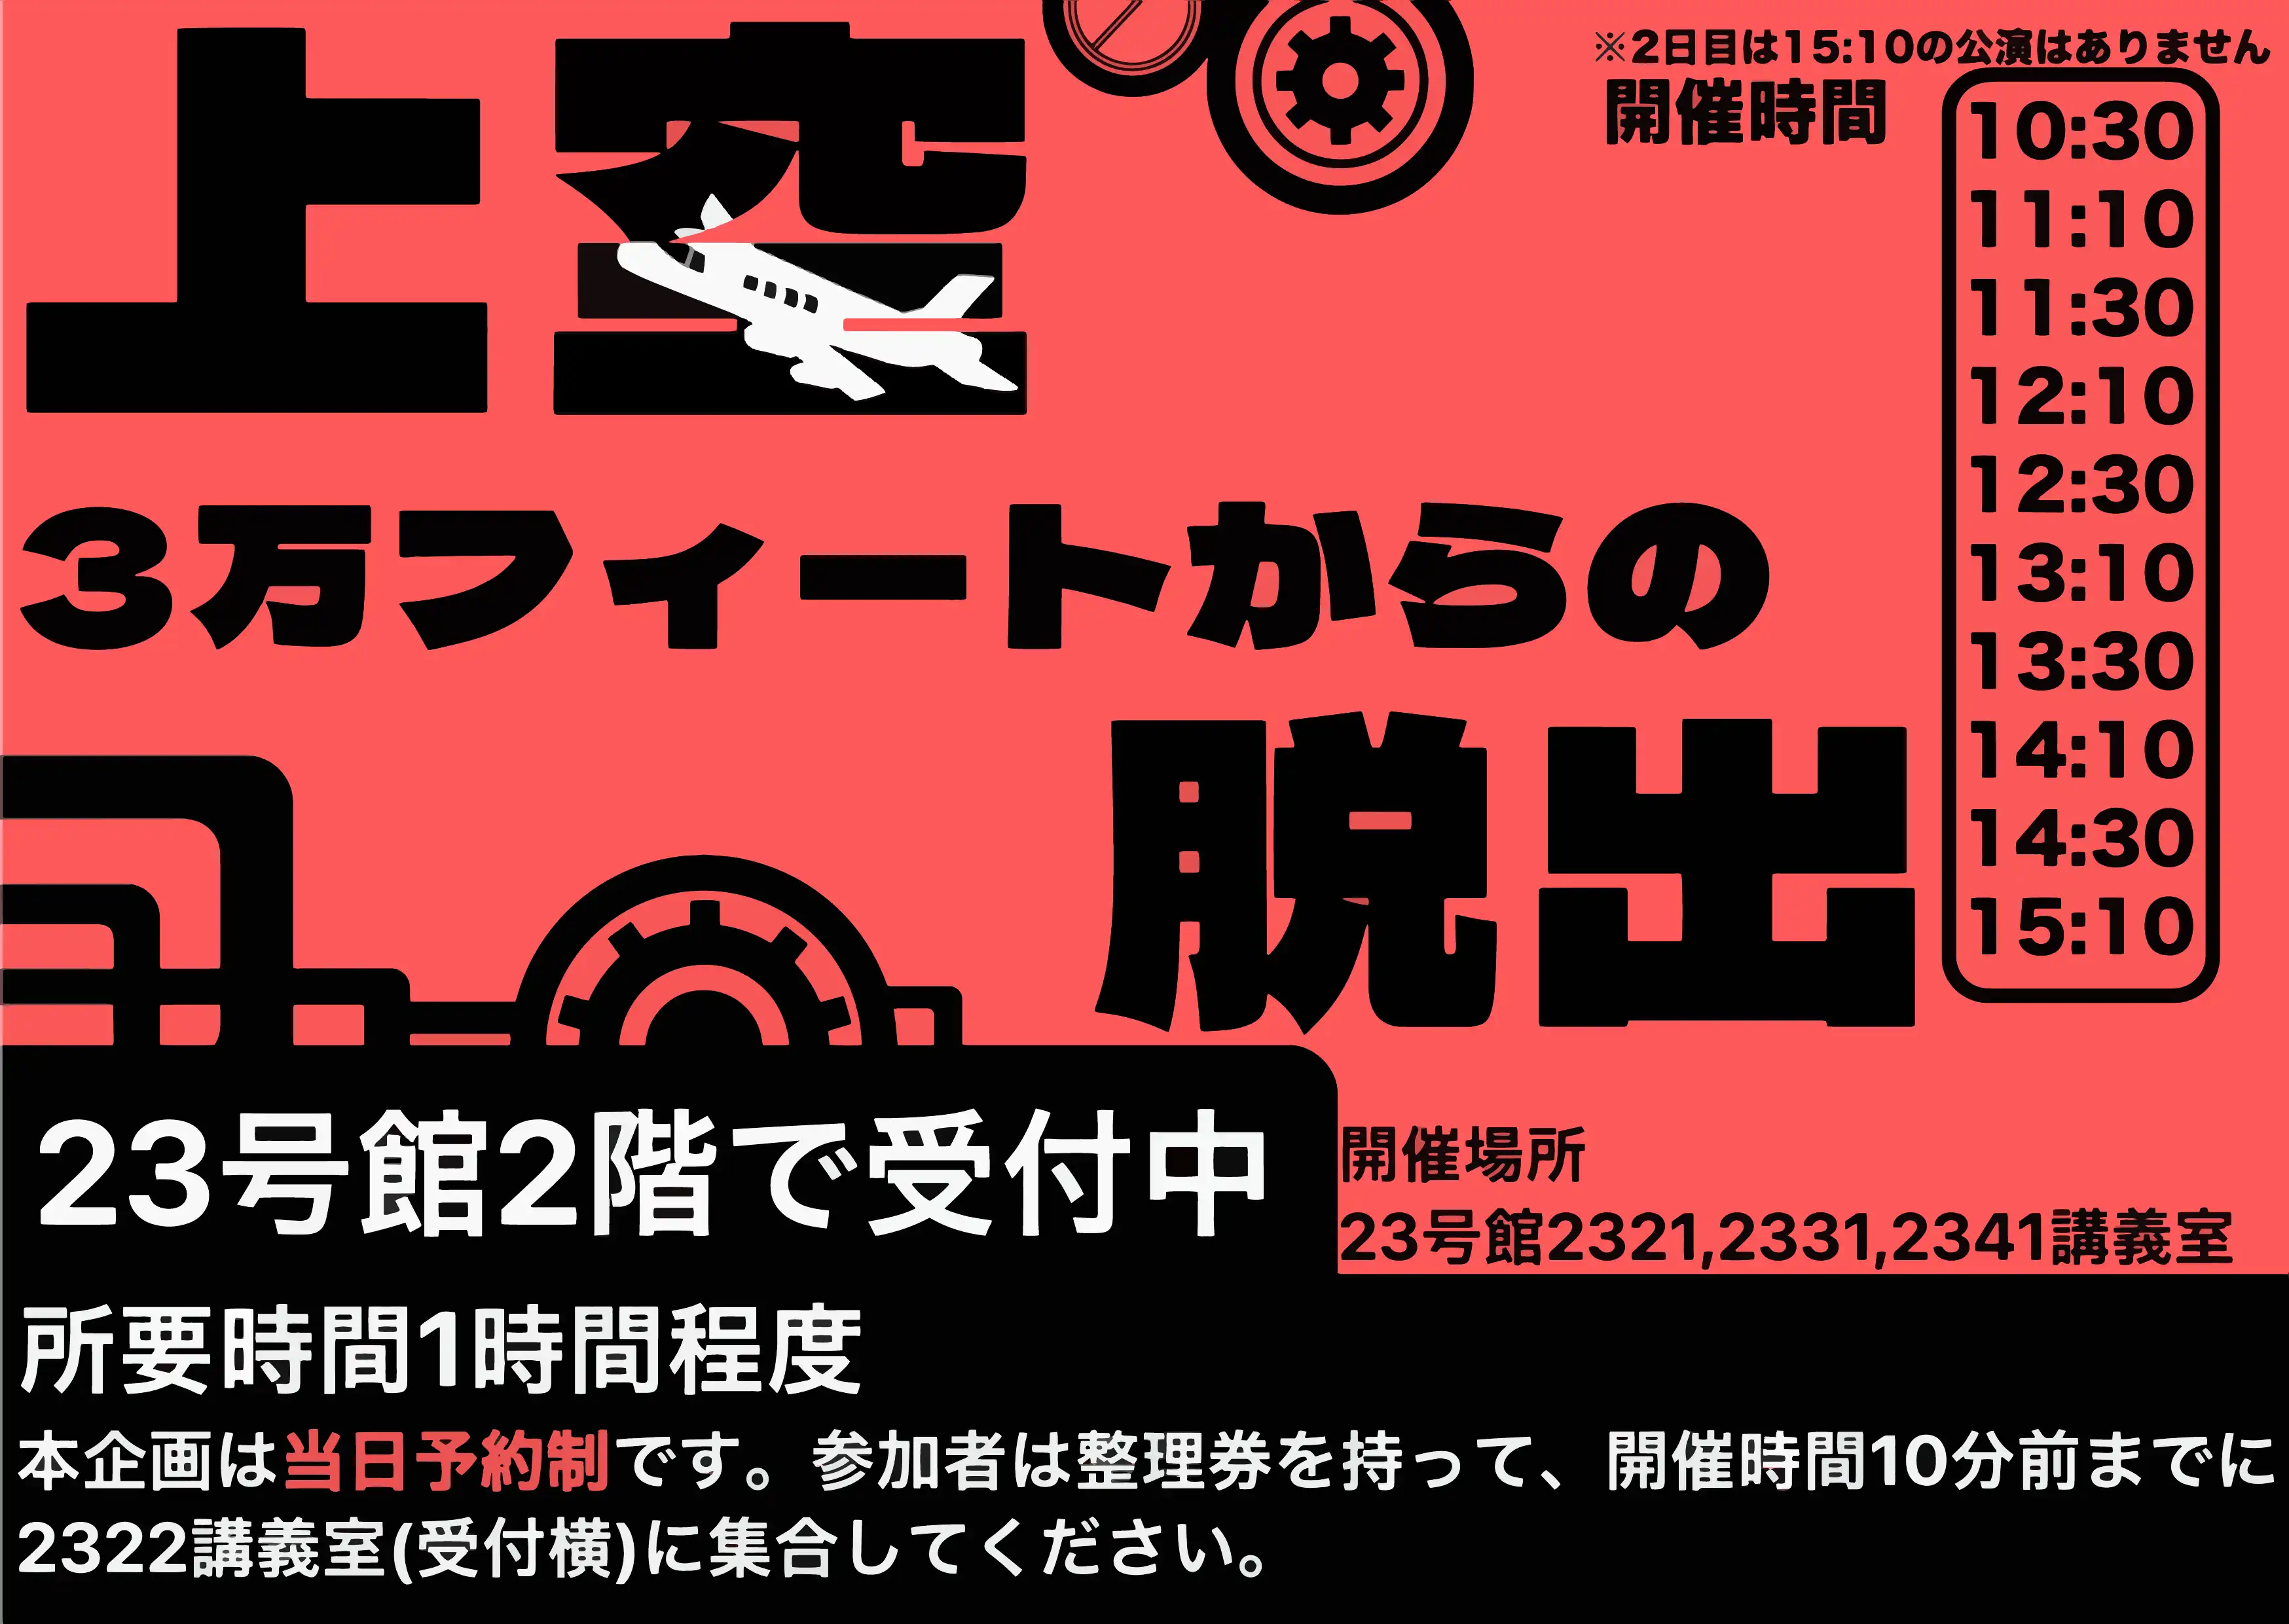 上空
3万フィートからの
脱出
※2日目は15:10の公演はありません
開催時間
10:30
11:10
11:30
12:10
12:30
13:10
13:30
14:10
14:30
15:10
23号館2階で受付中
開催場所
23号館2321,2331,2341講義室
所要時間1時間程度
本企画は当日予約制です。参加者は整理券を持って、開催時間10分前までに
2322講義室(受付横)に集合してください。